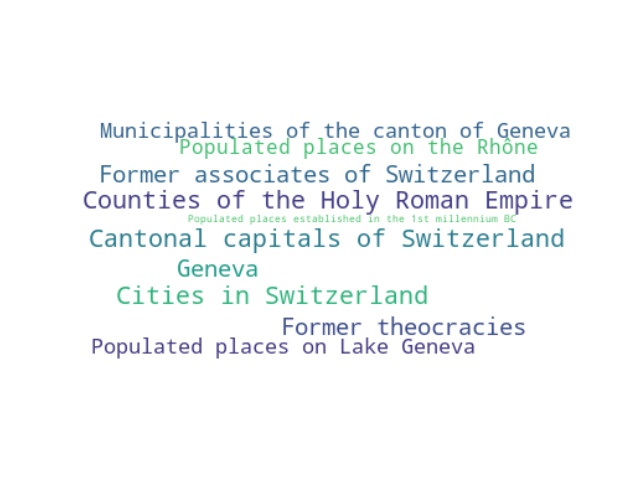 Municipalities of the canton of Geneva
Populated places on the Rhône
Former associates of Switzerland
Counties of the Holy Roman Empire
Populated places established in the 1st millennium BC
Cantonal capitals of Switzerland
Geneva
Cities in Switzerland
Former theocracies
Populated places on Lake Geneva